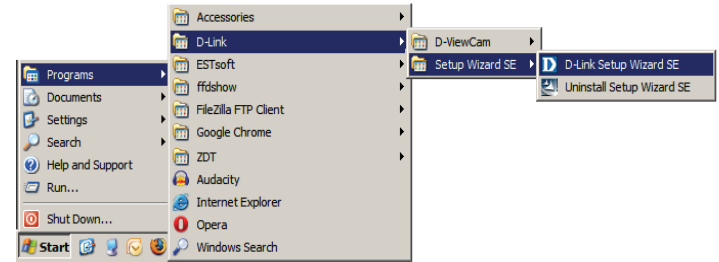 Programs
Documents
Settings
Search
Help and Support
Run...
Shut Down...
Start
Accessories
D-Link
ESTsoft
ffdshow
FileZilla FTP Client
Google Chrome
ZDT
Audacity
Internet Explorer
Opera
Windows Search
D-ViewCam
Setup Wizard SE
D-Link Setup Wizard SE
Uninstall Setup Wizard SE